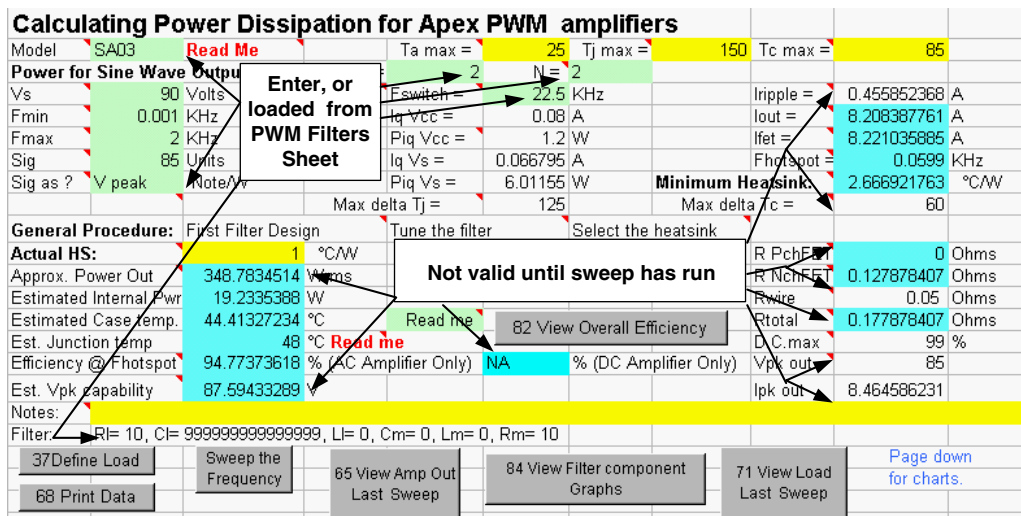 Calculating Power Dissipation for Apex PWM amplifiers
Model SA03 Read Me Ta max = 25 Tj max = 150 Tc max = 85
Power for Sine Wave Outpu = 2 N = 2
Vs 90 Volts Fswitch = 22.5 KHz Iripple = 0.455852368 A
Fmin 0.001 KHz Iq Vcc = 0.08 A Iout = 8.208387761 A
Fmax 2 KHz Piq Vcc = 1.2 W Ifet = 8.221035885 A
Sig 85 Units Iq Vs = 0.066795 A Fhotspot = 0.0599 KHz
Sig as ? V peak Note/W Piq Vs = 6.01155 W Minimum Heatsink: 2.666921763 °C/W
Max delta Tj = 125 Max delta Tc = 60
Enter, or
loaded from
PWM Filters
Sheet
General Procedure: First Filter Design Tune the filter Select the heatsink
Actual HS: 1 °C/W R PchFET 0 Ohms
Approx. Power Out 348.7834514 Wrms R NchFET 0.127878407 Ohms
Not valid until sweep has run
Estimated Internal Pwr 19.2335388 W Rwire 0.05 Ohms
Estimated Case temp. 44.41327234 °C Read me 82 View Overall Efficiency Rtotal 0.177878407 Ohms
Est. Junction temp 48 °C Read me D.C.max 99 %
Efficiency @ Fhotspot 94.77373618 % (AC Amplifier Only) NA % (DC Amplifier Only) Vpk out 85
Est. Vpk capability 87.59433289 V Ipk out 8.464586231
Notes:
Filter: Rl= 10, Cl= 999999999999999, Ll= 0, Cm= 0, Lm= 0, Rm= 10
37Define Load
68 Print Data
Sweep the
Frequency
65 View Amp Out
Last Sweep
84 View Filter component
Graphs
71 View Load
Last Sweep
Page down
for charts.